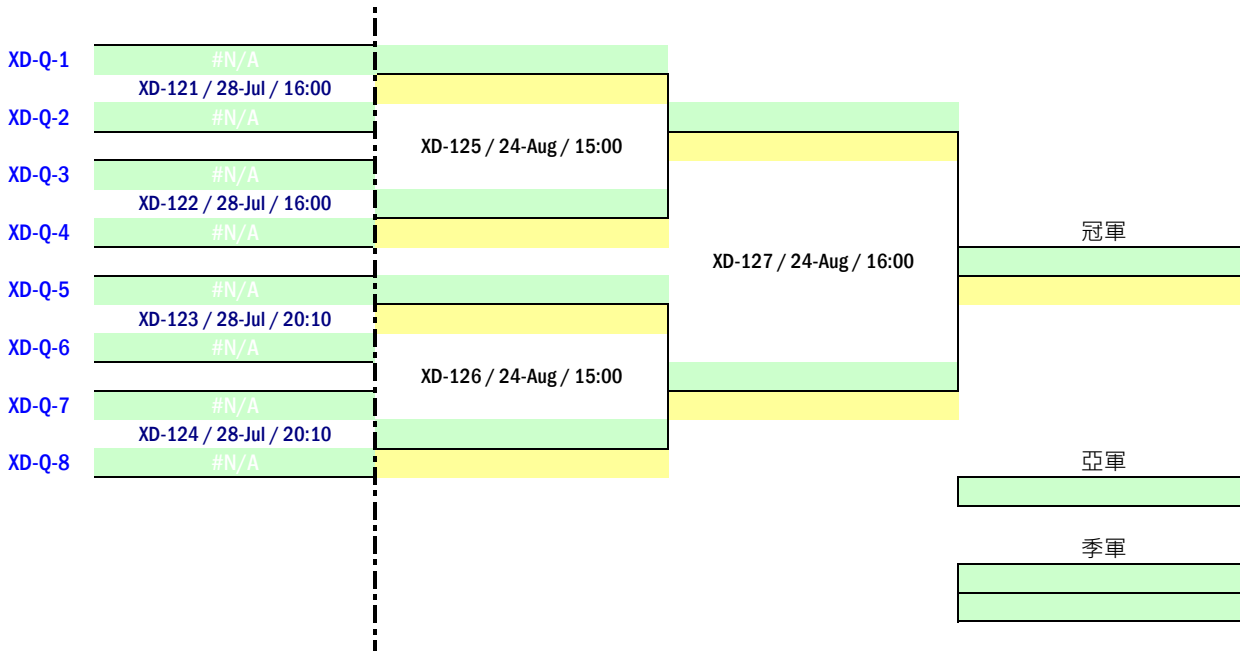 XD-Q-1 #N/A
XD-121 / 28-Jul / 16:00
XD-Q-2 #N/A
XD-125 / 24-Aug / 15:00
XD-Q-3 #N/A
XD-122 / 28-Jul / 16:00
XD-Q-4 #N/A
冠軍
XD-127 / 24-Aug / 16:00
XD-Q-5 #N/A
XD-123 / 28-Jul / 20:10
XD-Q-6 #N/A
XD-126 / 24-Aug / 15:00
XD-Q-7 #N/A
XD-124 / 28-Jul / 20:10
XD-Q-8 #N/A
亞軍
季軍